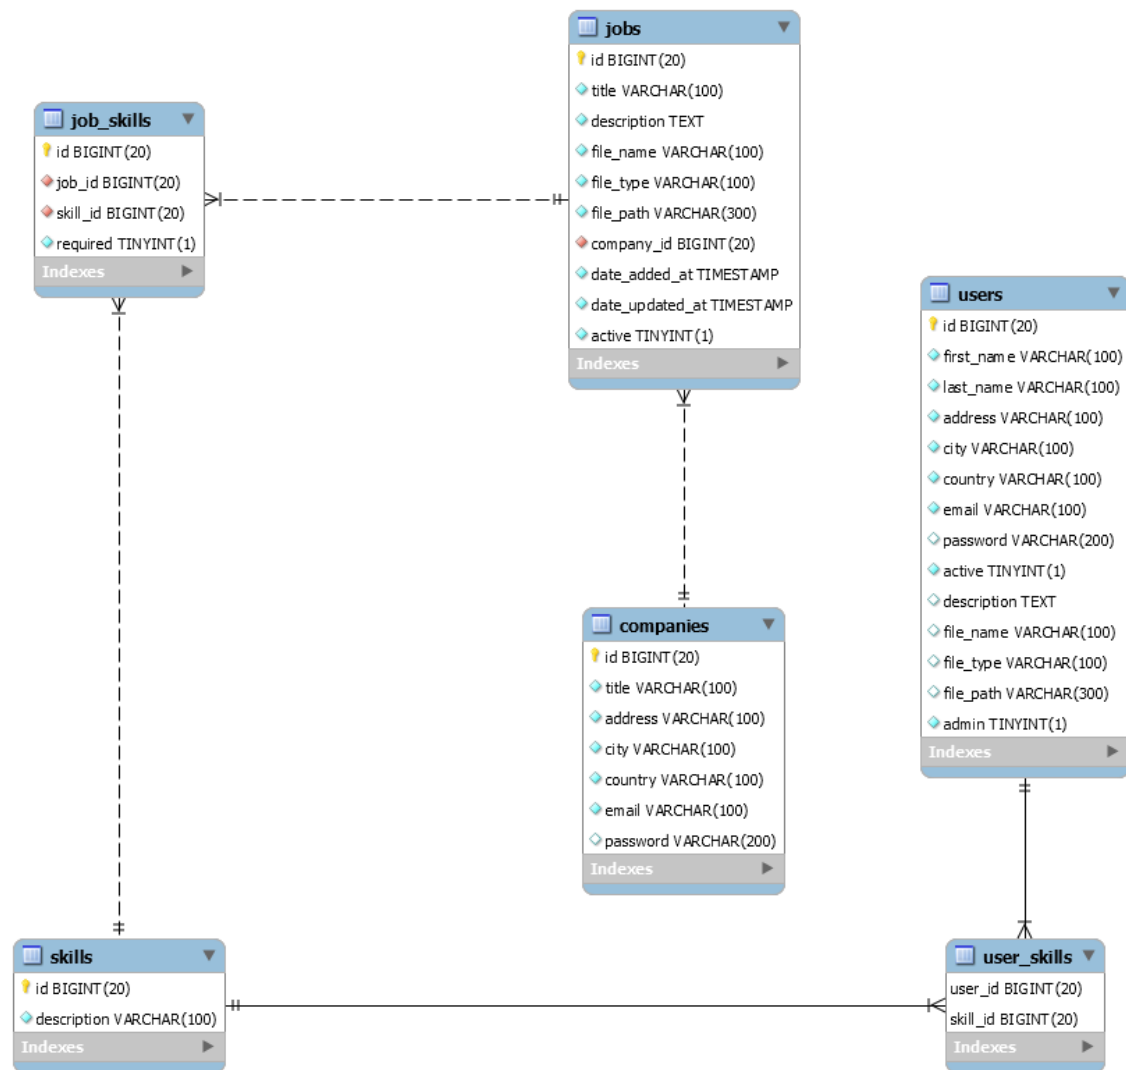 jobs
id BIGINT(20)
title VARCHAR(100)
description TEXT
file_name VARCHAR(100)
file_type VARCHAR(100)
file_path VARCHAR(300)
company_id BIGINT(20)
date_added_at TIMESTAMP
date_updated_at TIMESTAMP
active TINYINT(1)
Indexes
job_skills
id BIGINT(20)
job_id BIGINT(20)
skill_id BIGINT(20)
required TINYINT(1)
Indexes
users
id BIGINT(20)
first_name VARCHAR(100)
last_name VARCHAR(100)
address VARCHAR(100)
city VARCHAR(100)
country VARCHAR(100)
email VARCHAR(100)
password VARCHAR(200)
active TINYINT(1)
description TEXT
file_name VARCHAR(100)
file_type VARCHAR(100)
file_path VARCHAR(300)
admin TINYINT(1)
Indexes
companies
id BIGINT(20)
title VARCHAR(100)
address VARCHAR(100)
city VARCHAR(100)
country VARCHAR(100)
email VARCHAR(100)
password VARCHAR(200)
Indexes
skills
id BIGINT(20)
description VARCHAR(100)
Indexes
user_skills
user_id BIGINT(20)
skill_id BIGINT(20)
Indexes